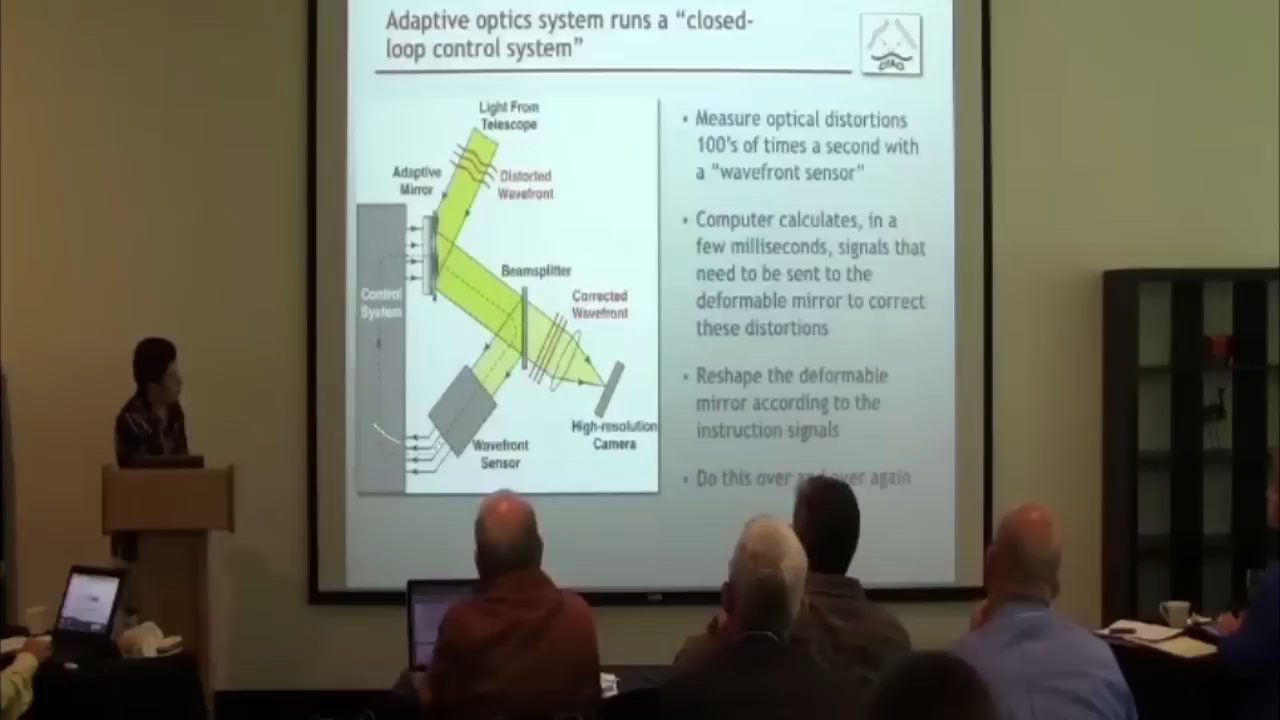 Adaptive optics system runs a “closed-
loop control system”
Light From
Telescope
Adaptive
Mirror
Distorted
Wavefront
Control
System
Beamsplitter
Corrected
Wavefront
Wavefront
Sensor
High-resolution
Camera
• Measure optical distortions
100's of times a second with
a "wavefront sensor"
• Computer calculates, in a
few milliseconds, signals that
need to be sent to the
deformable mirror to correct
these distortions
• Reshape the deformable
mirror according to the
instruction signals
• Do this over and over again